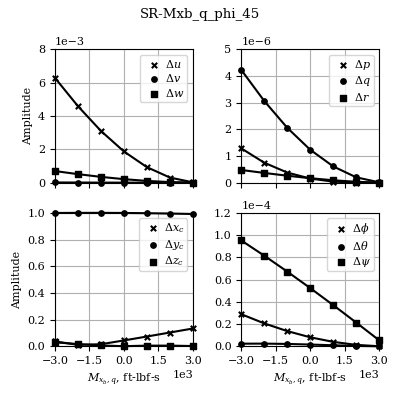 SR-Mxb_q_phi_45
1e−3
8
6
4
2
0
Amplitude
Δu
Δv
Δw
1e−6
5
4
3
2
1
0
Δp
Δq
Δr
1.0
0.8
0.6
0.4
0.2
0.0
Amplitude
Δx_c
Δy_c
Δz_c
−3.0 −1.5 0.0 1.5 3.0
1e3
M_{x_b},q, ft-lbf-s
1e−4
1.2
1.0
0.8
0.6
0.4
0.2
0.0
Δϕ
Δθ
Δψ
−3.0 −1.5 0.0 1.5 3.0
1e3
M_{x_b},q, ft-lbf-s